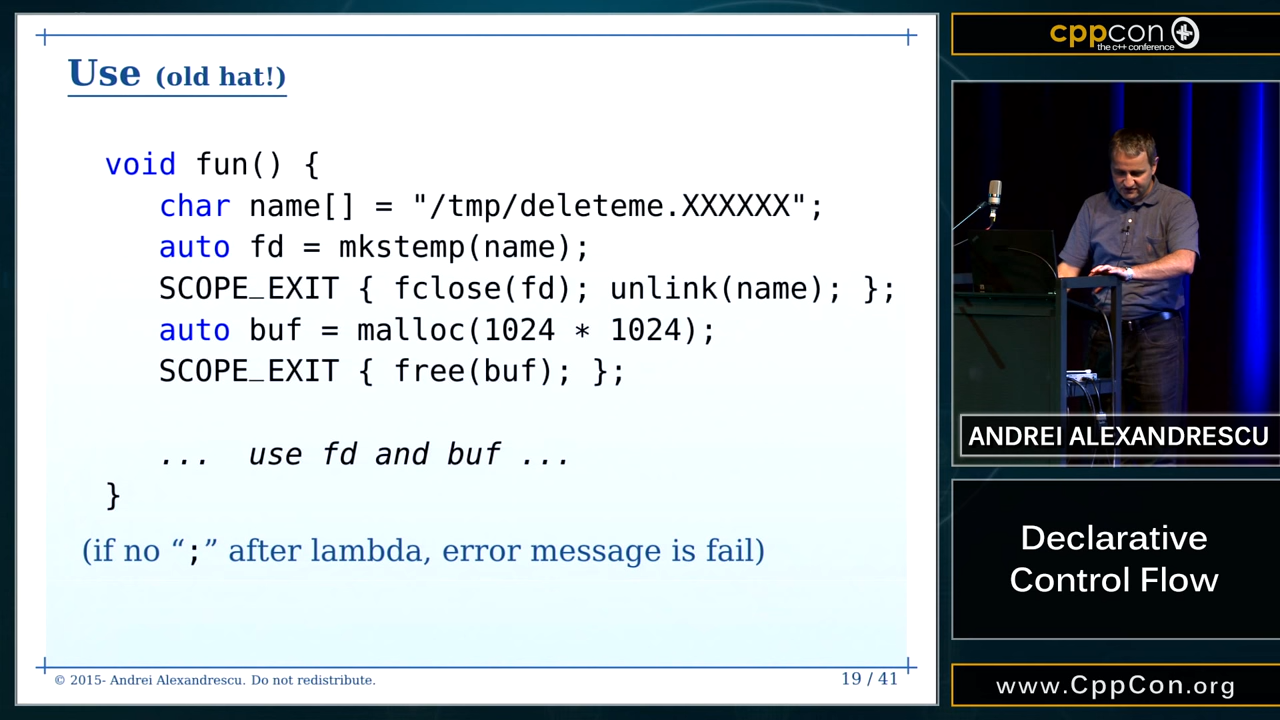 Use (old hat!)
void fun() {
char name[] = "/tmp/deleteme.XXXXXX";
auto fd = mkstemp(name);
SCOPE_EXIT { fclose(fd); unlink(name); };
auto buf = malloc(1024 * 1024);
SCOPE_EXIT { free(buf); };
... use fd and buf ...
}
(if no “;” after lambda, error message is fail)
© 2015- Andrei Alexandrescu. Do not redistribute.
19 / 41
cppcon
the c++ conference
ANDREI ALEXANDRESCU
Declarative
Control Flow
www.CppCon.org